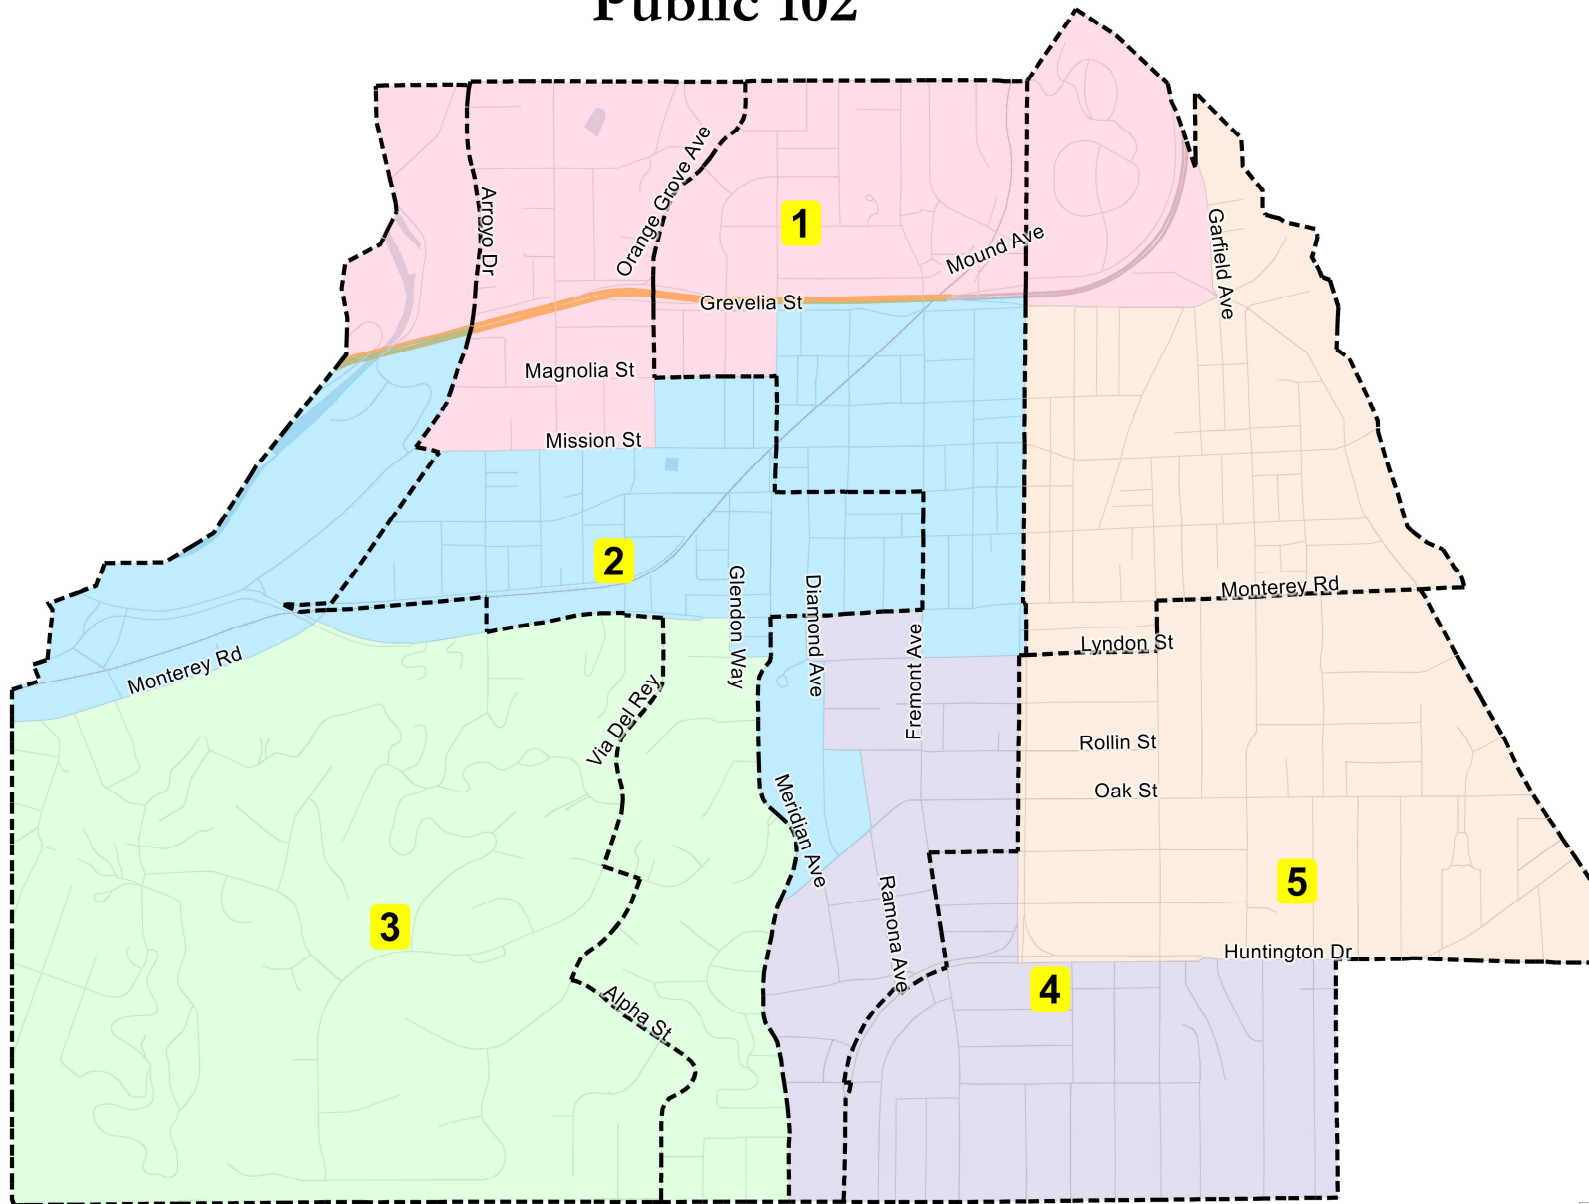 Public 102
Arroyo Dr
Orange Grove Ave
1
Mound Ave
Garfield Ave
Grevelia St
Magnolia St
Mission St
2
Glendon Way
Diamond Ave
Fremont Ave
Monterey Rd
Lyndon St
Monterey Rd
Via Del Rey
Rollin St
Oak St
Meridian Ave
Ramona Ave
5
3
Huntington Dr
4
Alpha St